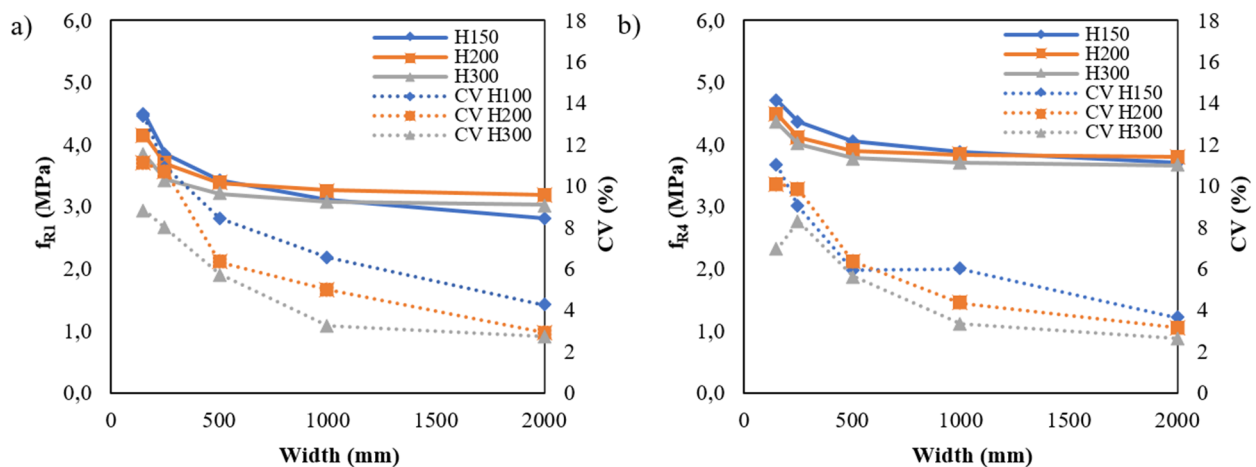 a)
6,0
5,0
4,0
3,0
2,0
1,0
0,0
f_R1 (MPa)
18
16
14
12
10
8
6
4
2
0
CV (%)
H150
H200
H300
CV H100
CV H200
CV H300
0
500
1000
1500
2000
Width (mm)
b)
6,0
5,0
4,0
3,0
2,0
1,0
0,0
f_R4 (MPa)
18
16
14
12
10
8
6
4
2
0
CV (%)
H150
H200
H300
CV H150
CV H200
CV H300
0
500
1000
1500
2000
Width (mm)